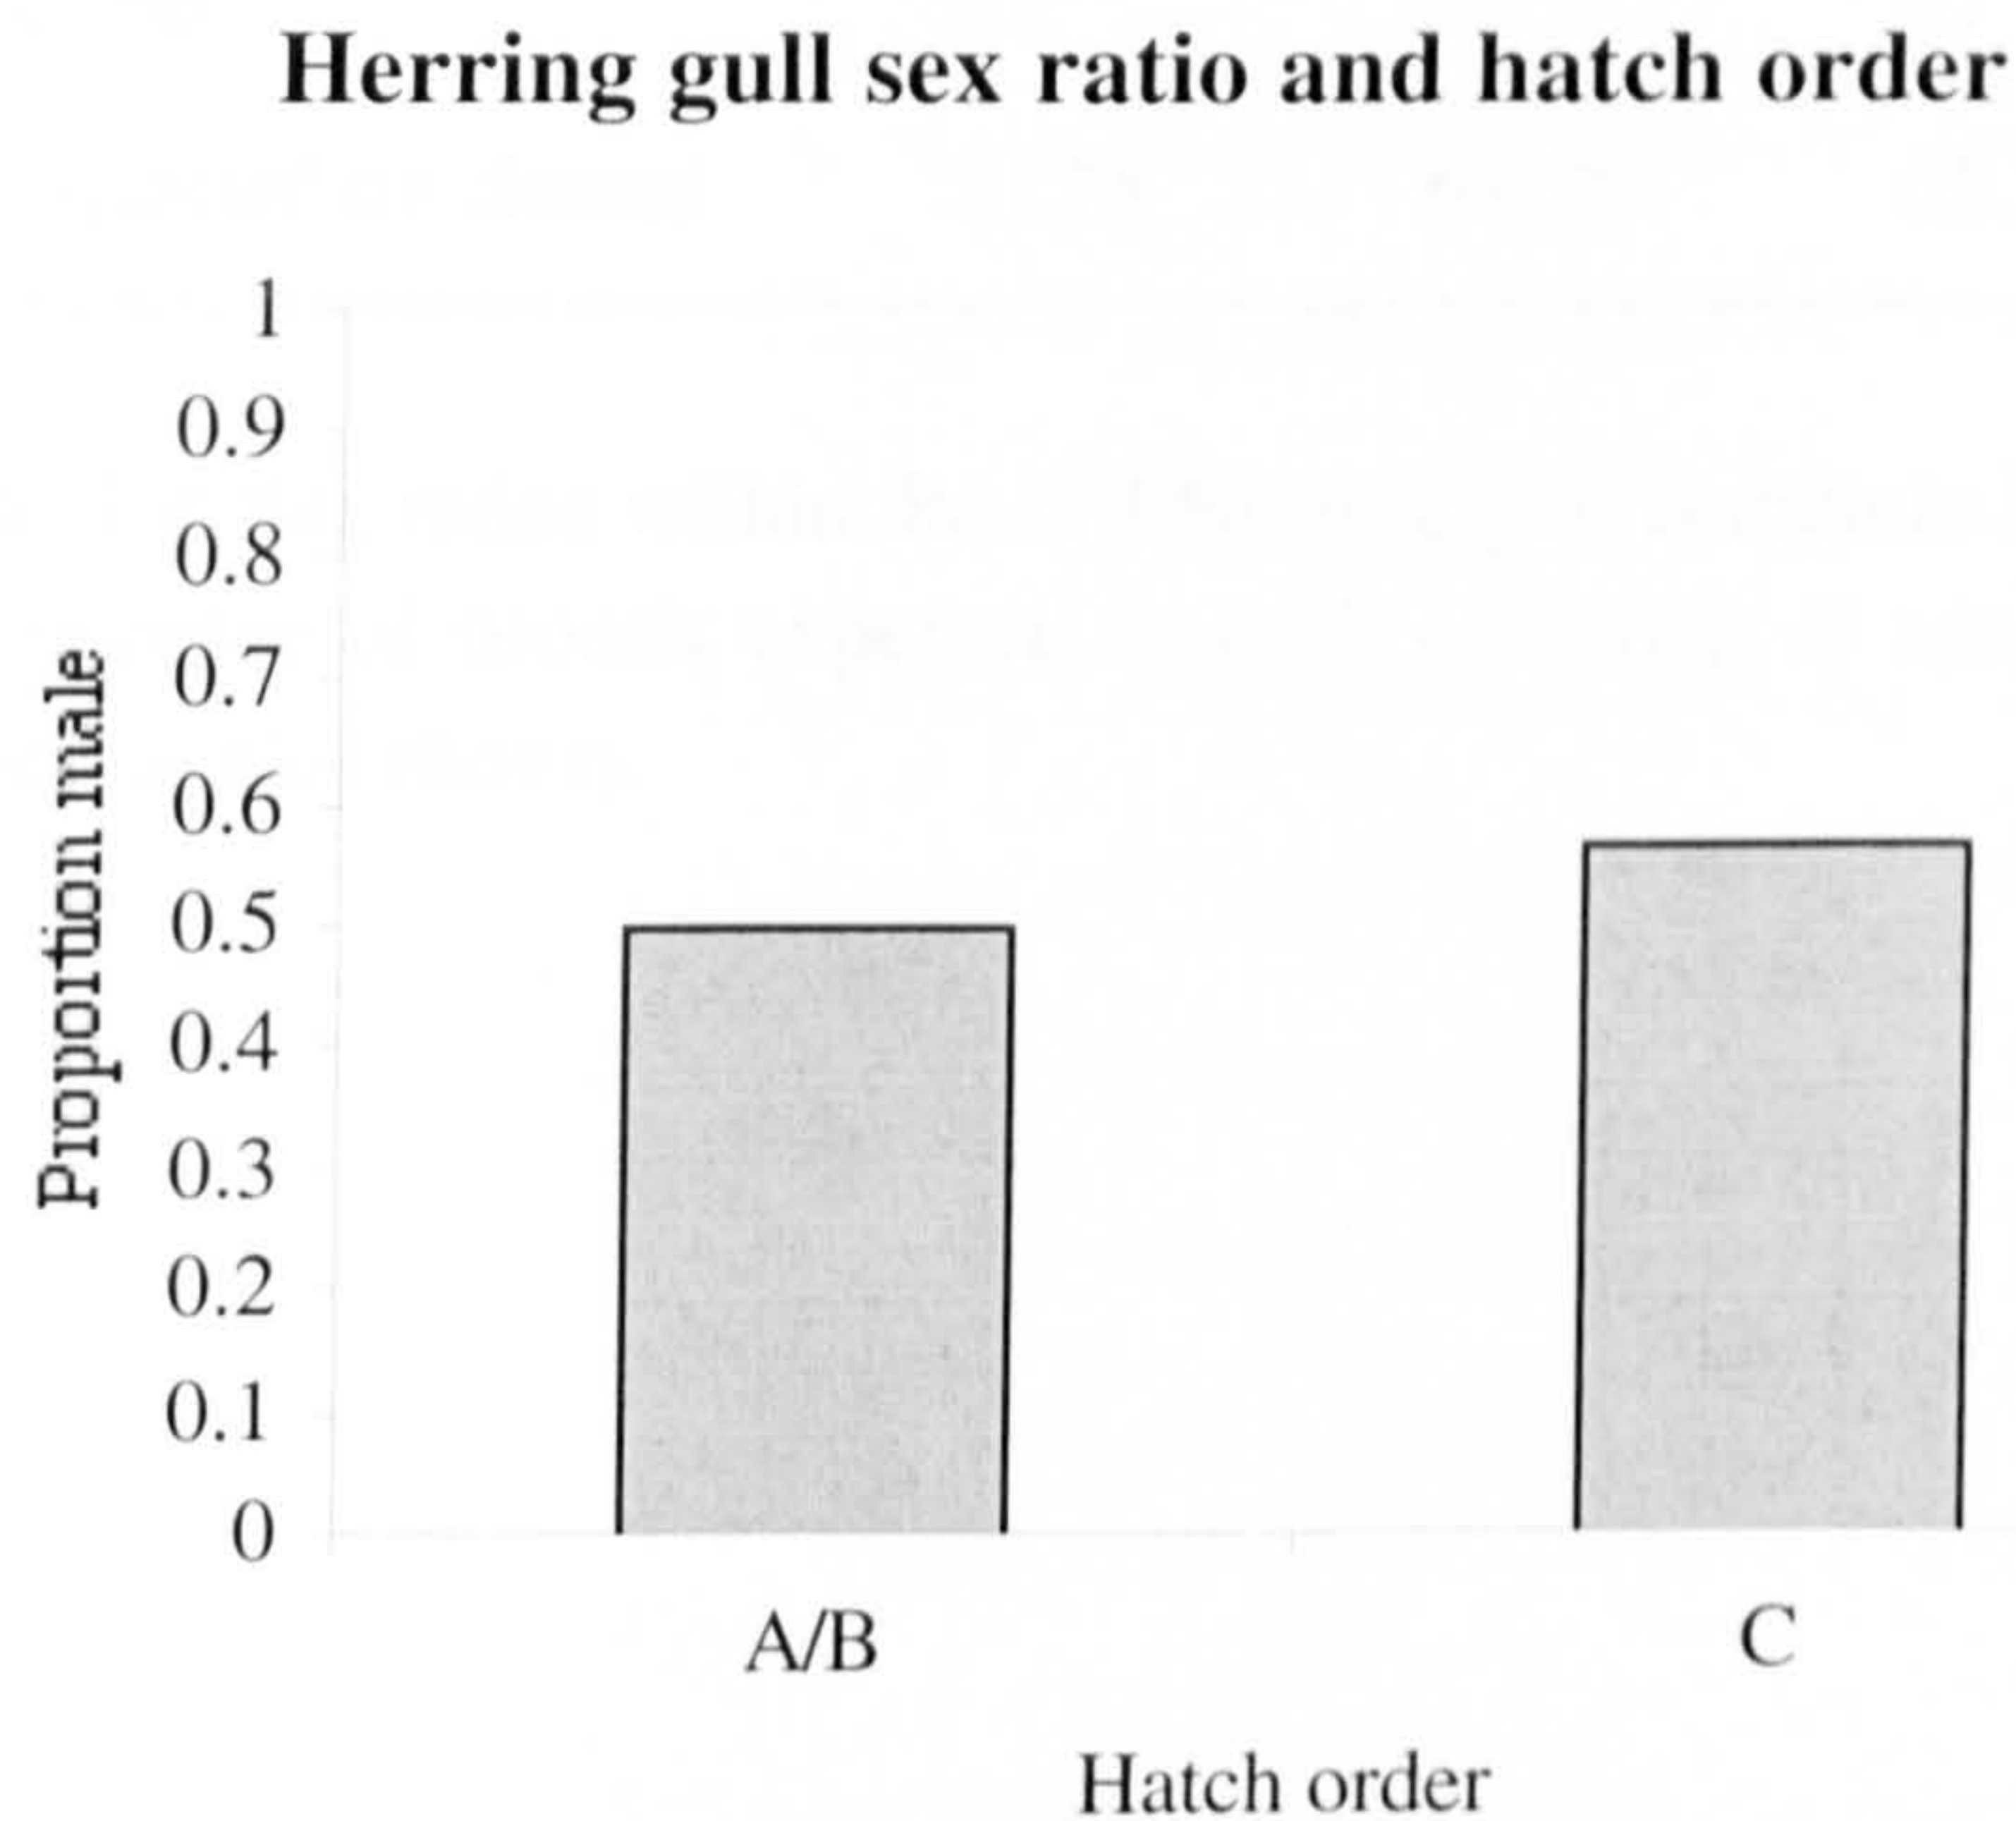 Herring gull sex ratio and hatch order
1
0.9
0.8
0.7
0.6
0.5
0.4
0.3
0.2
0.1
0
Proportion male
A/B
C
Hatch order